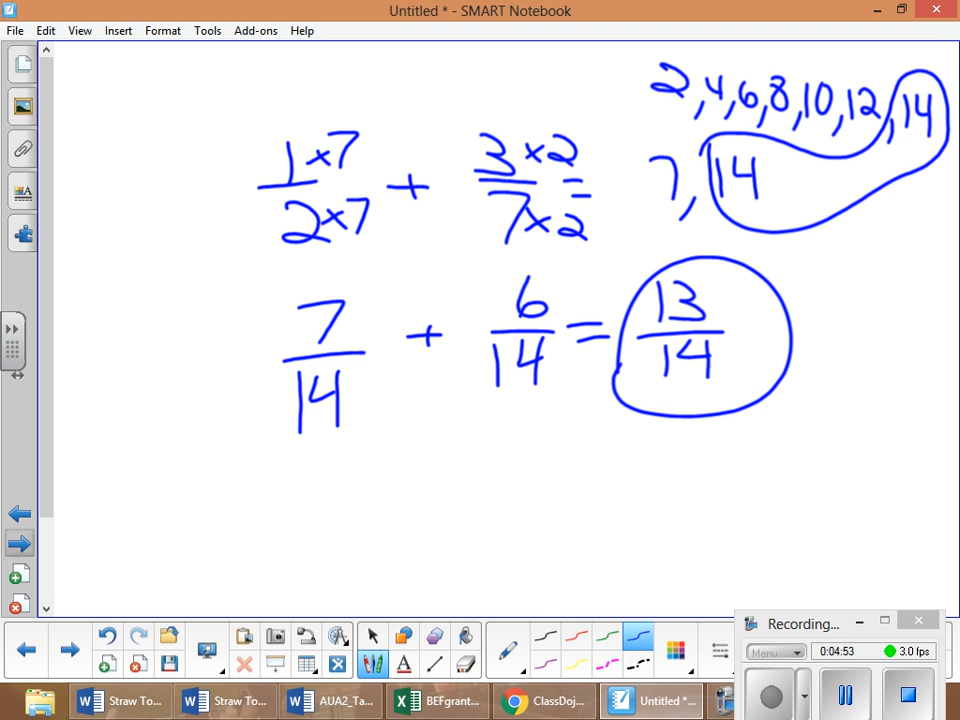 Untitled * - SMART Notebook
File Edit View Insert Format Tools Add-ons Help
2, 4, 6, 8, 10, 12, 14
7, 14
1 x 7 / 2 x 7 + 3 x 2 / 7 x 2 =
7 / 14 + 6 / 14 = 13 / 14
Recording...
Menu 0:04:53 3.0 fps
Straw To... Straw To... AUA2_Ta... BEFgrant... ClassDoj... Untitled *...